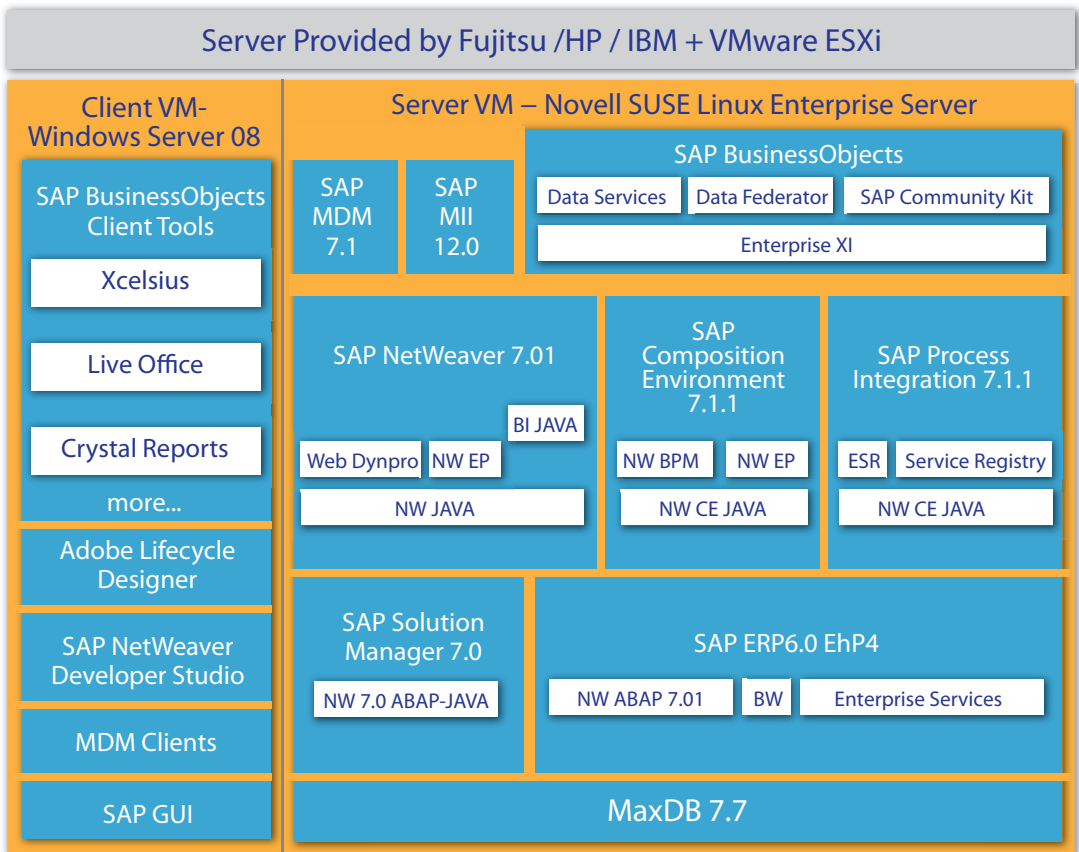 Server Provided by Fujitsu /HP / IBM + VMware ESXi
Client VM-
Windows Server 08
SAP BusinessObjects
Client Tools
Xcelsius
Live Office
Crystal Reports
more...
Adobe Lifecycle
Designer
SAP NetWeaver
Developer Studio
MDM Clients
SAP GUI
Server VM – Novell SUSE Linux Enterprise Server
SAP
MDM
7.1
SAP
MII
12.0
SAP BusinessObjects
Data Services
Data Federator
SAP Community Kit
Enterprise XI
SAP NetWeaver 7.01
BI JAVA
Web Dynpro
NW EP
NW JAVA
SAP
Composition
Environment
7.1.1
NW BPM
NW EP
NW CE JAVA
SAP Process
Integration 7.1.1
ESR
Service Registry
NW CE JAVA
SAP Solution
Manager 7.0
NW 7.0 ABAP-JAVA
SAP ERP6.0 EhP4
NW ABAP 7.01
BW
Enterprise Services
MaxDB 7.7